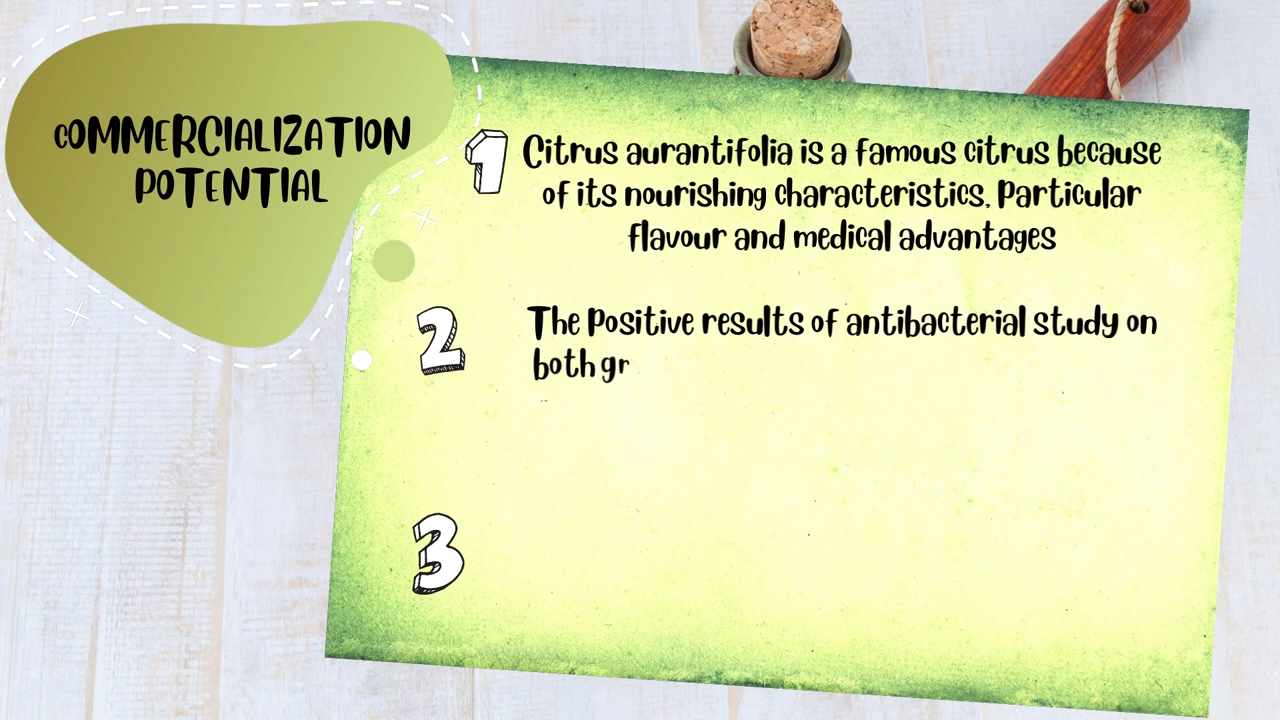 COMMERCIALIZATION
POTENTIAL
1
Citrus aurantifolia is a famous citrus because
of its nourishing characteristics, Particular
flavour and medical advantages
2
The Positive results of antibacterial study on
both gr
3